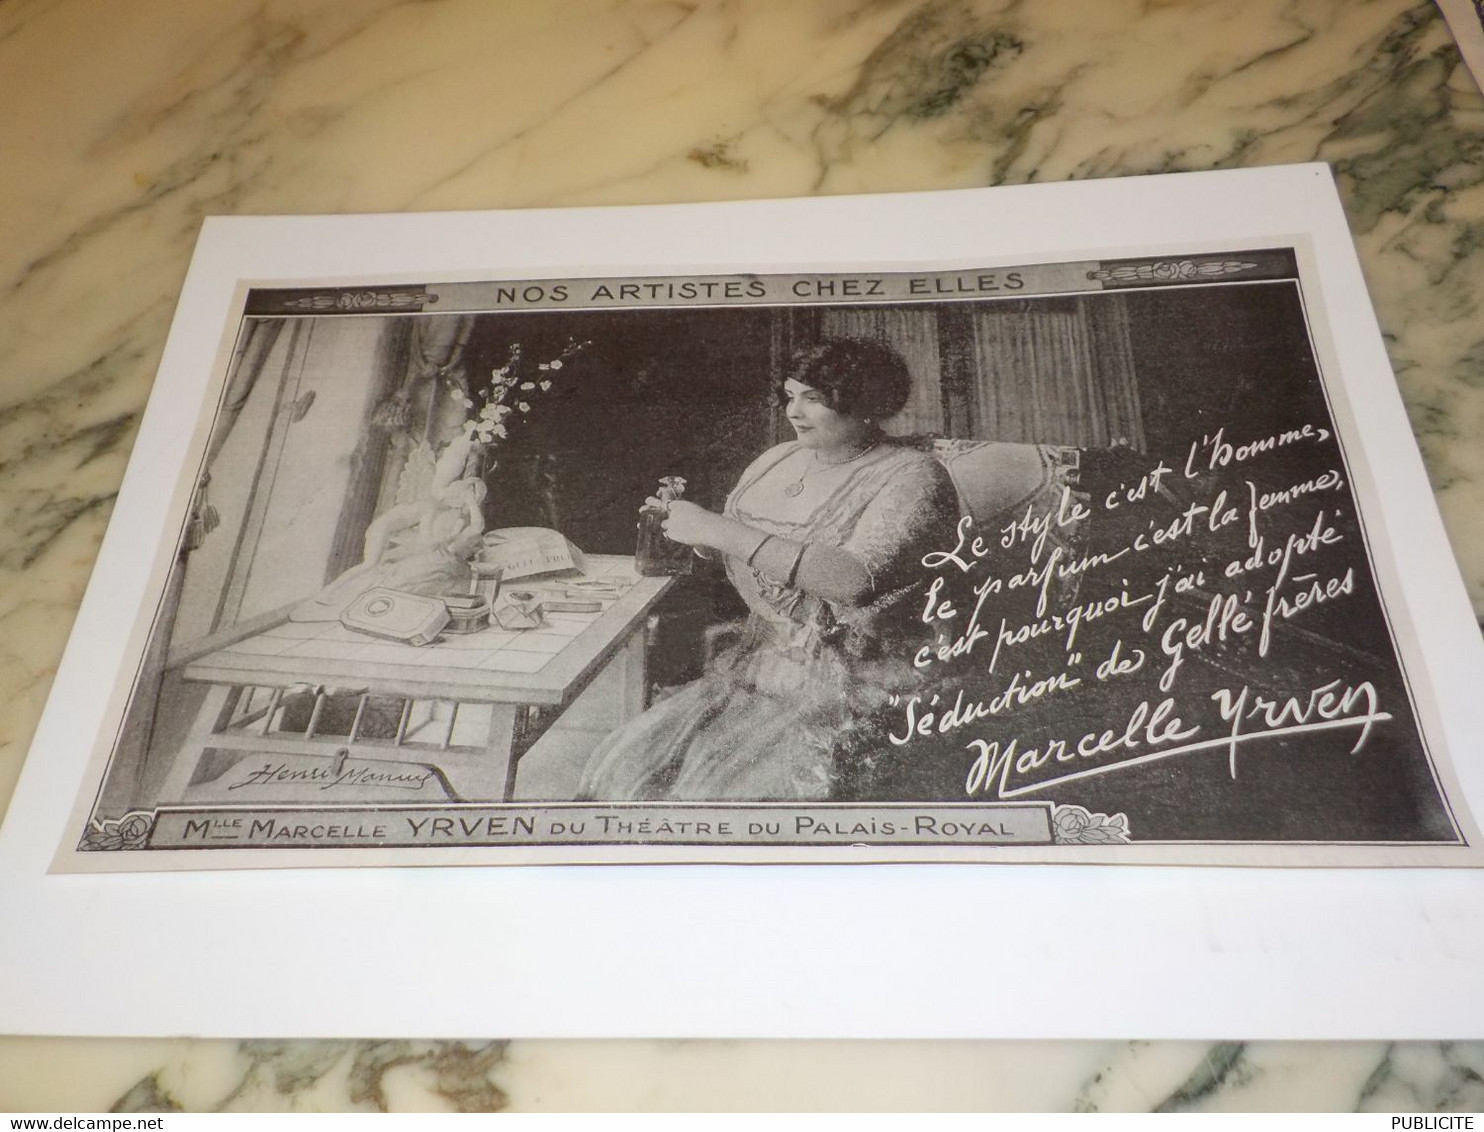 NOS ARTISTES CHEZ ELLES
Le style c'est l'homme,
le parfum c'est la femme,
c'est pourquoi j'ai adopté
"Séduction" de Gellé frères
Marcelle Yrven
Henri Manuel
MLLE MARCELLE YRVEN DU THÉÂTRE DU PALAIS-ROYAL
www.delcampe.net
PUBLICITE